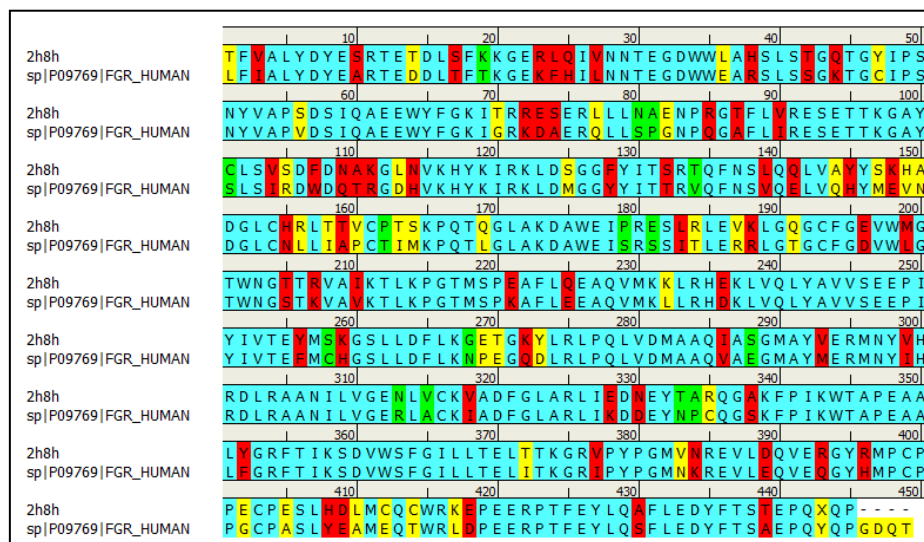 10 20 30 40 50
2h8h TFVALYDYESRTETDLSFKKGERLQIVNNTEGDWWLAHSLSTGQTGYIPS
sp|P09769|FGR_HUMAN LFIALYDYEARTEDDLTFTKGEKFHILNNTEGDWWEARSLSSGKTGCIPS
60 70 80 90 100
2h8h NYVAPSDSIQAEEWYFGKITRRESERLLLNAENPRGTFLVRESETTKGAY
sp|P09769|FGR_HUMAN NYVAPVDSIQAEEWYFGKIGRKDAERQLLSPGNPQGAFLIRESETTKGAY
110 120 130 140 150
2h8h CLSVSDFDNAKGLNVKHYKIRKLDSGGFYITSRTQFNSLQQLVAYYSKHA
sp|P09769|FGR_HUMAN SLSIRDWDQTRGDHVKHYKIRKLDMGGYYITTRVQFNSVQELVQHYMEVN
160 170 180 190 200
2h8h DGLCHRLTTVCPTSKPQTQGLAKDAWEIPRESLRLEVKLGQGCFGEVWMG
sp|P09769|FGR_HUMAN DGLCNLLIAPCTIMKPQTLGLAKDAWEISRSSITLERRLGTGCFGDVWLG
210 220 230 240 250
2h8h TWNGTTRVAIKTLKPGTMSPEAFLQEAQVMKKLRHEKLVQLYAVVSEEPI
sp|P09769|FGR_HUMAN TWNGSTKVAVKTLKPGTMSPKAFLEEAQVMKLLRHDKLVQLYAVVSEEPI
260 270 280 290 300
2h8h YIVTEYMSKGSLLDFLKGETGKYLRLPQLVDMAAQIASGMAYVERMNYVH
sp|P09769|FGR_HUMAN YIVTEFMCHGSLLDFLKNPEGQDLRLPQLVDMAAQVAEGMAYMERMNYIH
310 320 330 340 350
2h8h RDLRAANILVGENLVCKVADFGLARLIEDNEYTARQGAKFPIKWTAPEAA
sp|P09769|FGR_HUMAN RDLRAANILVGERLACKIADFGLARLIKDDEYNPCQGSKFPIKWTAPEAA
360 370 380 390 400
2h8h LYGRFTIKSDVWSFGILLTELTTKGRVPYPGMVNREVLDQVERGYRMPCP
sp|P09769|FGR_HUMAN LFGRFTIKSDVWSFGILLTELITKGRIPYPGMNKREVLEQVEQGYHMPCP
410 420 430 440 450
2h8h PECPESLHDLMCQCWRKEPEERPTFEYLQAFLEDYFTSTEPQXQP----
sp|P09769|FGR_HUMAN PGCPASLYEAMEQTWRLDPEERPTFEYLQSFLEDYFTSAEPQYQPGDQT